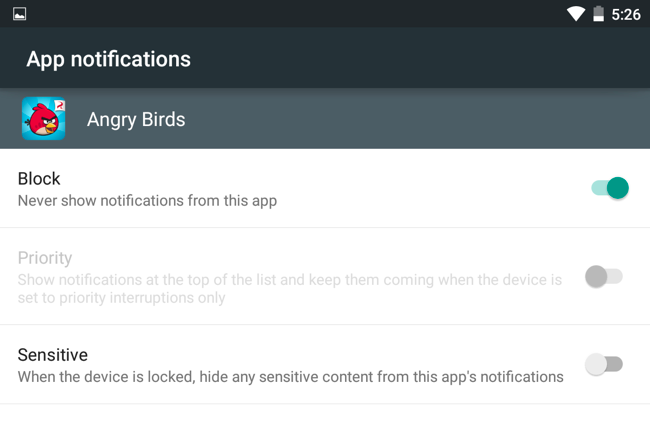 5:26
App notifications
Angry Birds
Block
Never show notifications from this app
Priority
Show notifications at the top of the list and keep them coming when the device is
set to priority interruptions only
Sensitive
When the device is locked, hide any sensitive content from this app's notifications